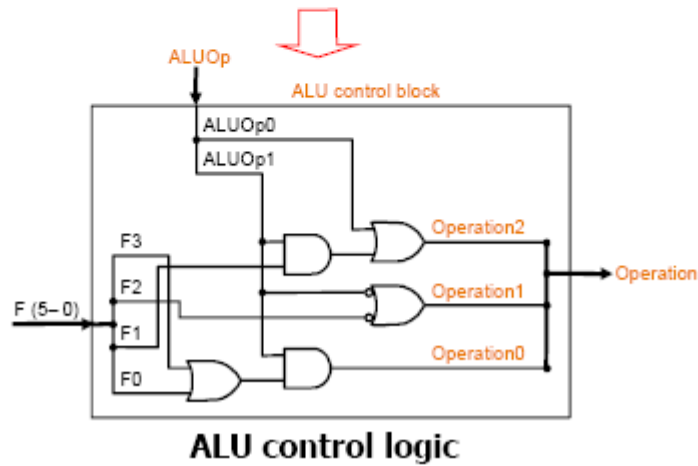 ALUOp
ALU control block
ALUOp0
ALUOp1
F3
Operation2
Operation
F2
Operation1
F (5– 0)
F1
Operation0
F0
ALU control logic